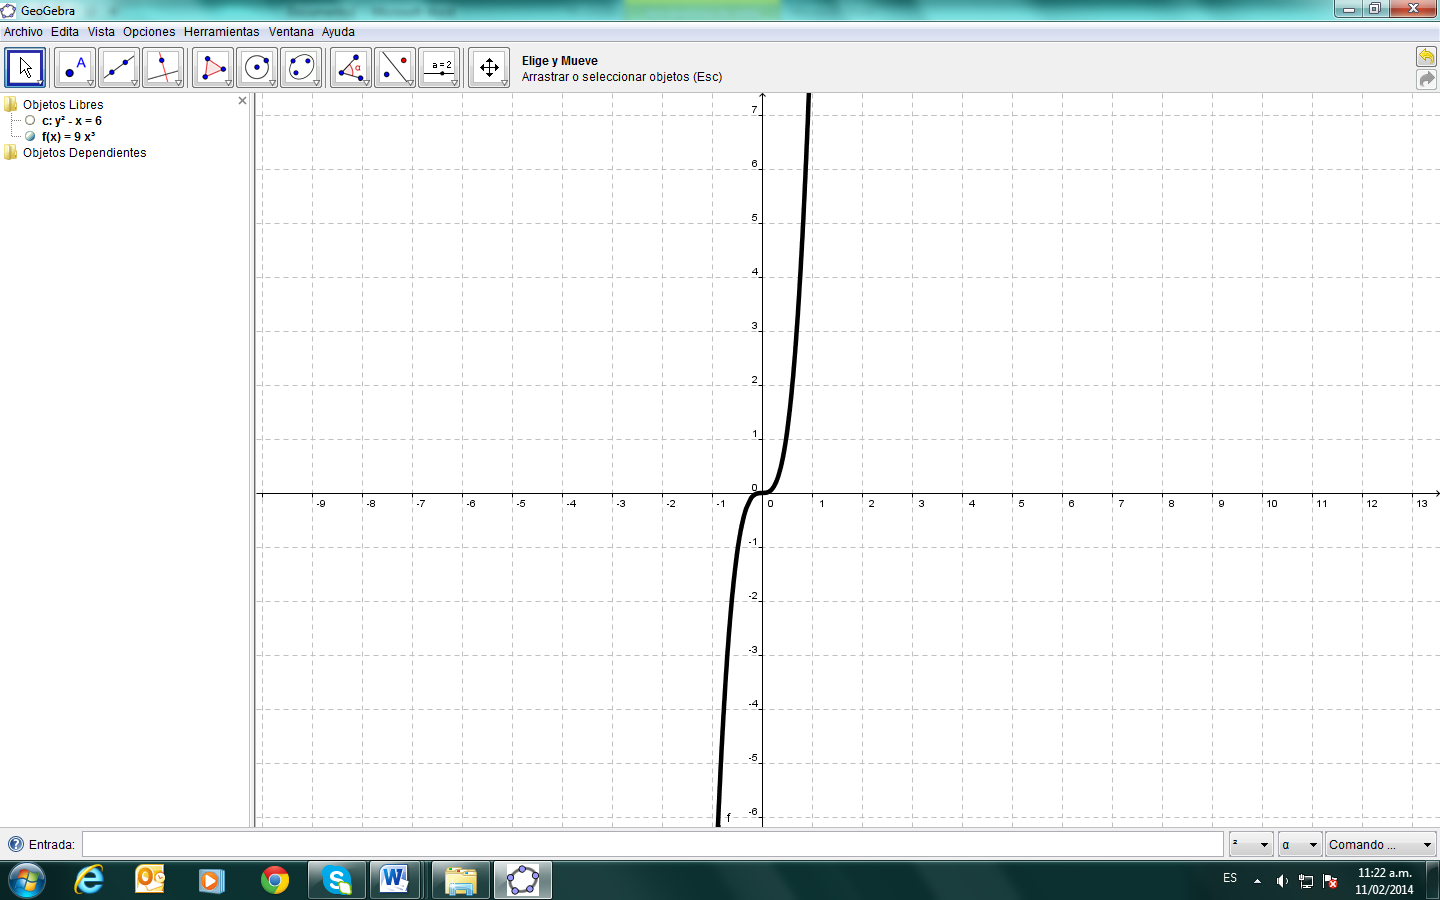 GeoGebra
Archivo Edita Vista Opciones Herramientas Ventana Ayuda
A
α
a = 2
Elige y Mueve
Arrastrar o seleccionar objetos (Esc)
Objetos Libres
c: y² - x = 6
f(x) = 9 x³
Objetos Dependientes
7
6
5
4
3
2
1
0
-9 -8 -7 -6 -5 -4 -3 -2 -1 0 1 2 3 4 5 6 7 8 9 10 11 12 13
-1
-2
-3
-4
-5
-6
f
Entrada:
²
α
Comando ...
ES
11:22 a.m.
11/02/2014